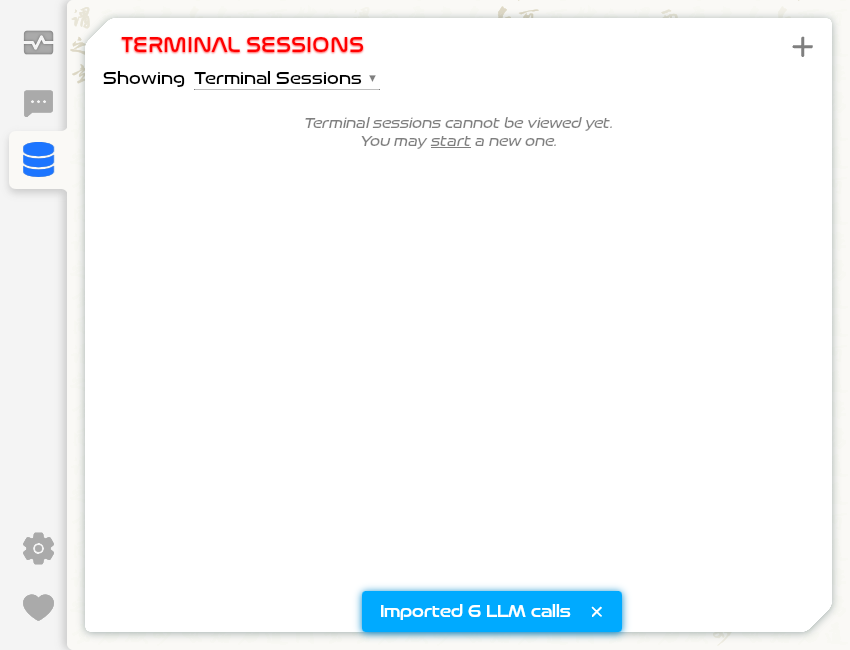 TERMINAL SESSIONS
Showing Terminal Sessions ▼
Terminal sessions cannot be viewed yet.
You may start a new one.
Imported 6 LLM calls ×